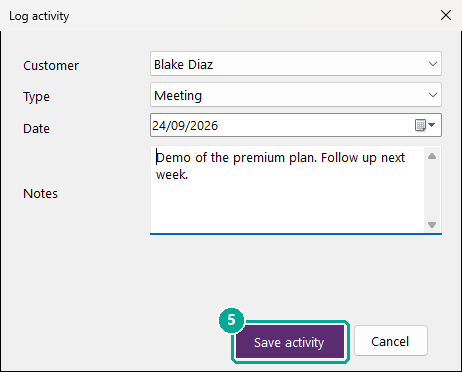 Log activity
Customer
Blake Diaz
Type
Meeting
Date
24/09/2026
Notes
Demo of the premium plan. Follow up next
week.
5
Save activity
Cancel